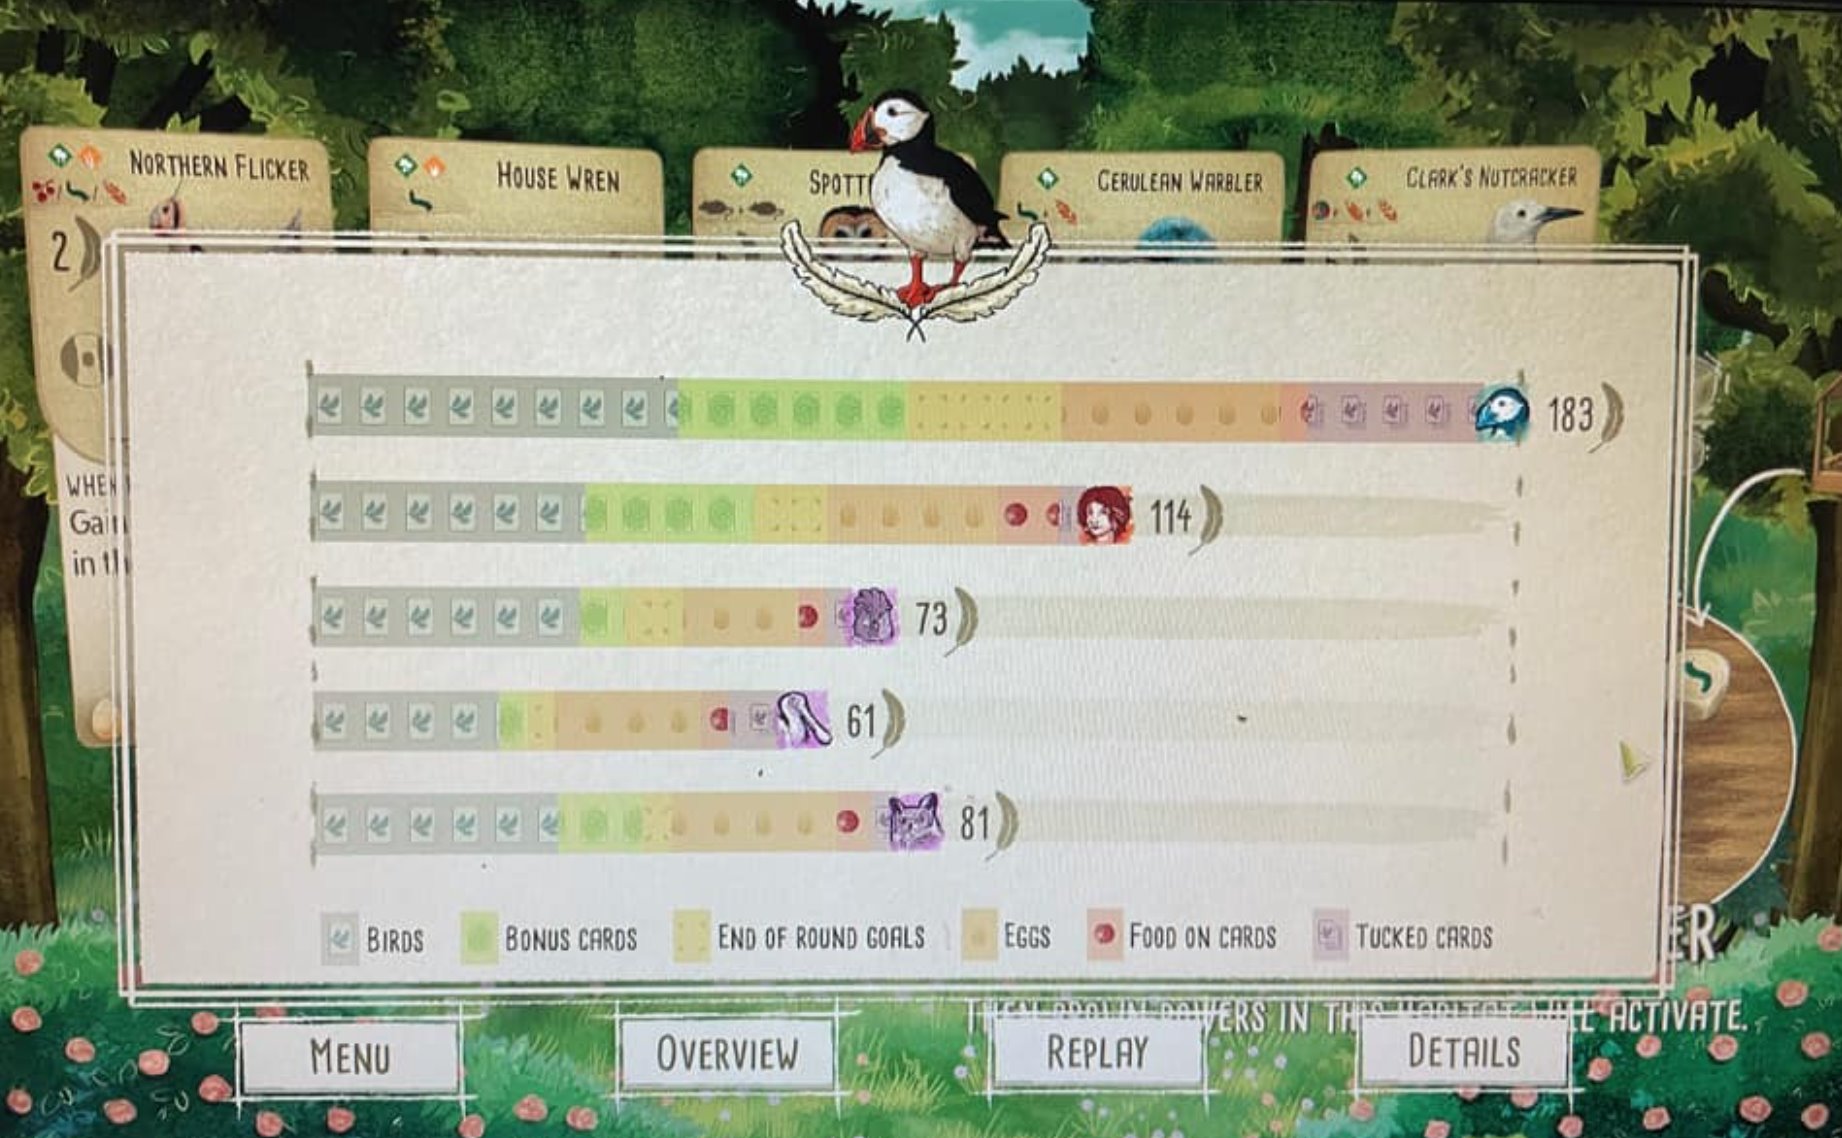 NORTHERN FLICKER
HOUSE WREN
CERULEAN WARBLER
CLARK'S NUTCRACKER
2
183
114
73
61
81
BIRDS
BONUS CARDS
END OF ROUND GOALS
EGGS
FOOD ON CARDS
TUCKED CARDS
IN
ACTIVATE.
MENU
OVERVIEW
REPLAY
DETAILS